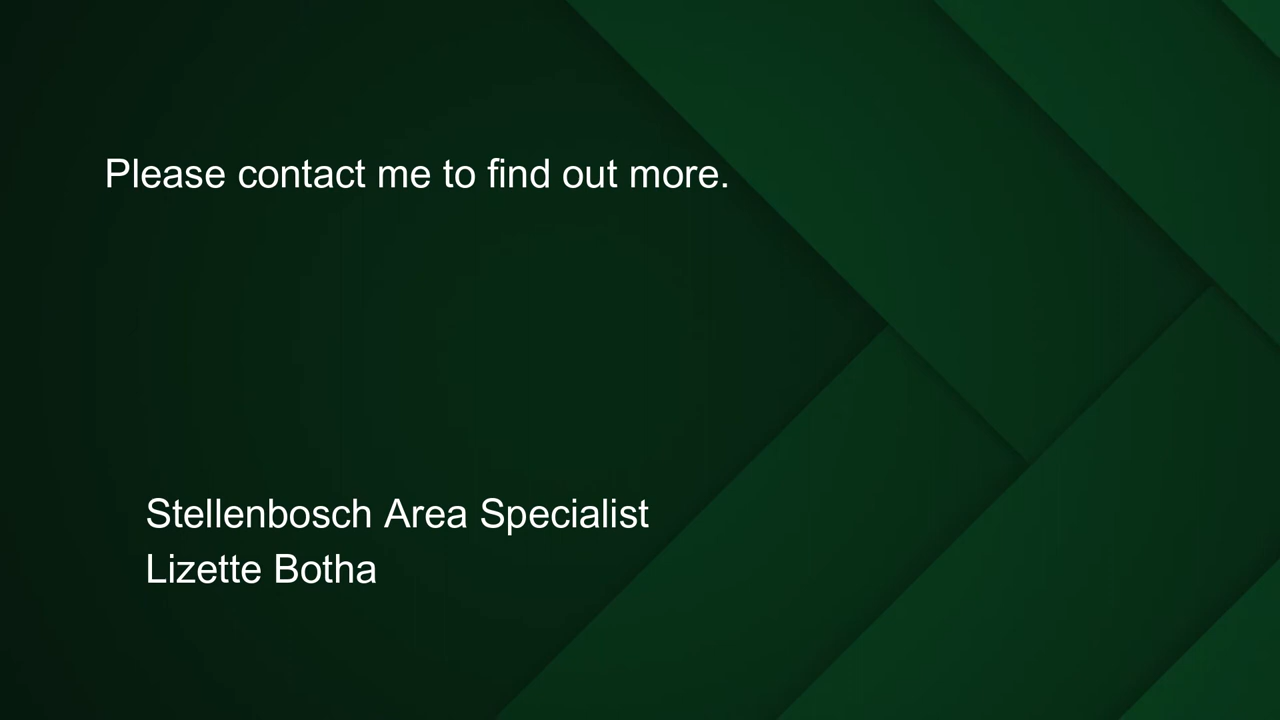 Please contact me to find out more.
Stellenbosch Area Specialist
Lizette Botha